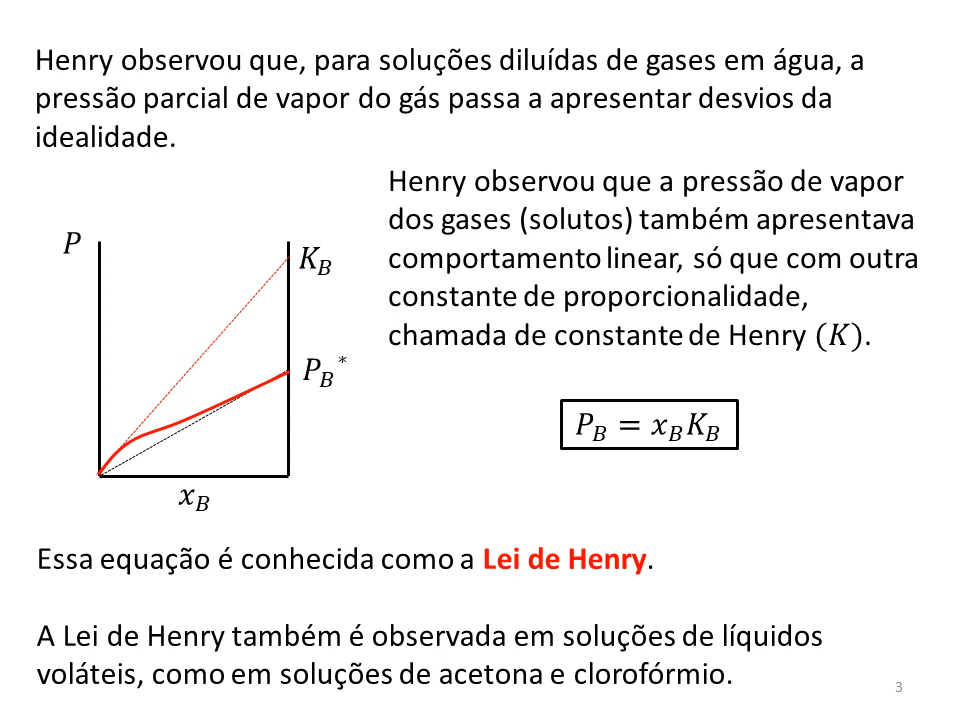 Henry observou que, para soluções diluídas de gases em água, a
pressão parcial de vapor do gás passa a apresentar desvios da
idealidade.
Henry observou que a pressão de vapor
dos gases (solutos) também apresentava
comportamento linear, só que com outra
constante de proporcionalidade,
chamada de constante de Henry (K).
P
K_B
P_B*
x_B
P_B = x_B K_B
Essa equação é conhecida como a Lei de Henry.
A Lei de Henry também é observada em soluções de líquidos
voláteis, como em soluções de acetona e clorofórmio.
3